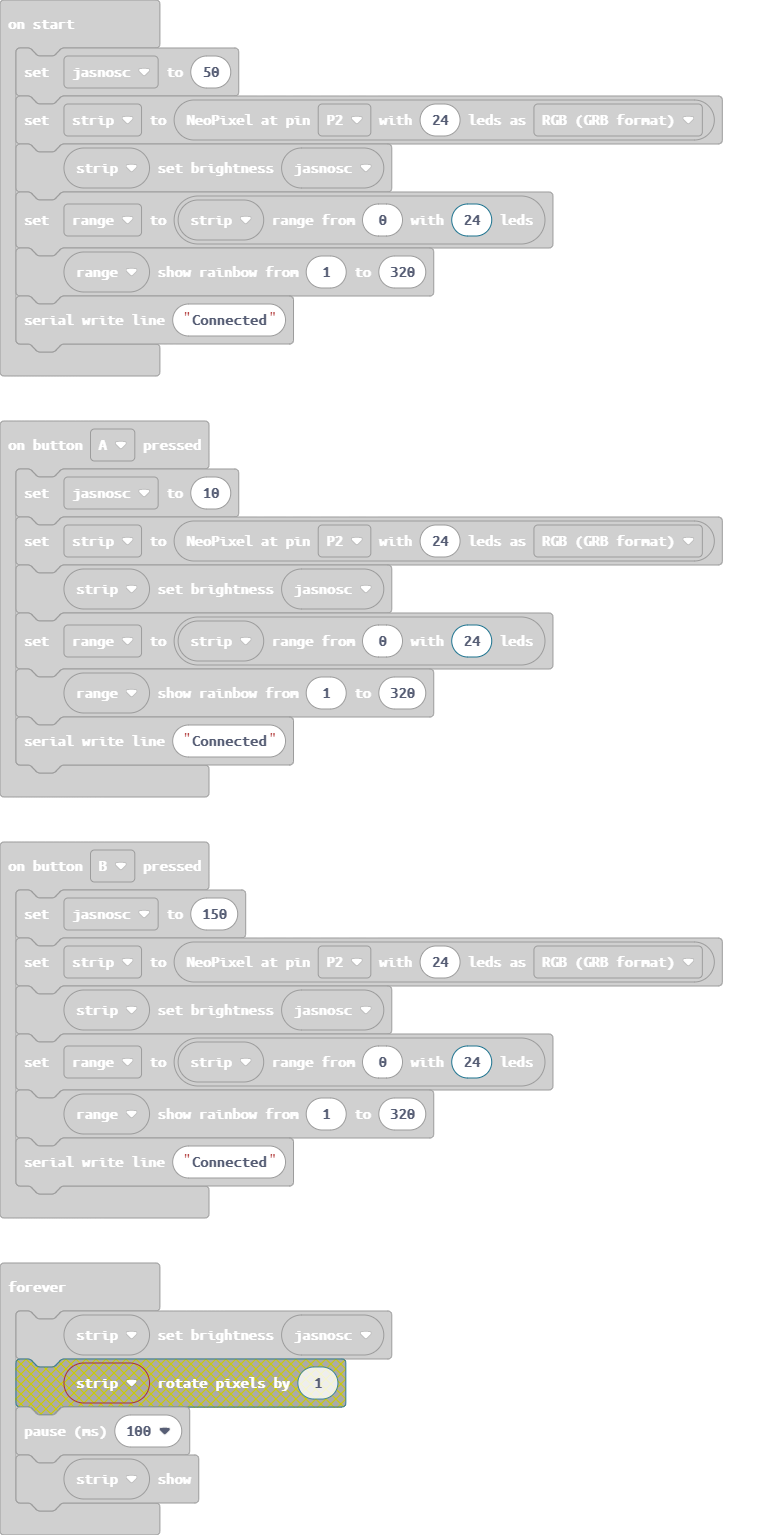 on start
set jasnosc to 50
set strip to NeoPixel at pin P2 with 24 leds as RGB (GRB format)
strip set brightness jasnosc
set range to strip range from 0 with 24 leds
range show rainbow from 1 to 320
serial write line "Connected"
on button A pressed
set jasnosc to 10
set strip to NeoPixel at pin P2 with 24 leds as RGB (GRB format)
strip set brightness jasnosc
set range to strip range from 0 with 24 leds
range show rainbow from 1 to 320
serial write line "Connected"
on button B pressed
set jasnosc to 150
set strip to NeoPixel at pin P2 with 24 leds as RGB (GRB format)
strip set brightness jasnosc
set range to strip range from 0 with 24 leds
range show rainbow from 1 to 320
serial write line "Connected"
forever
strip set brightness jasnosc
strip rotate pixels by 1
pause (ms) 100
strip show